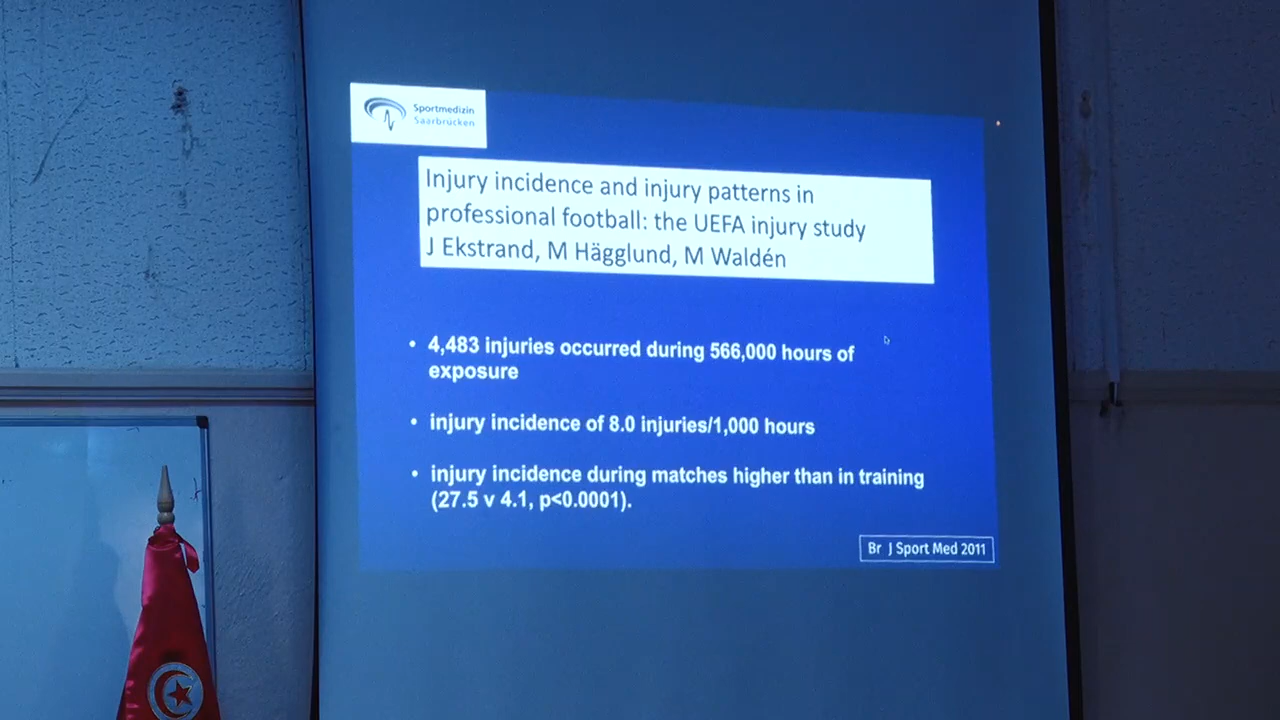 Sportmedizin
Saarbrücken
Injury incidence and injury patterns in
professional football: the UEFA injury study
J Ekstrand, M Hägglund, M Waldén
• 4,483 injuries occurred during 566,000 hours of
exposure
• injury incidence of 8.0 injuries/1,000 hours
• injury incidence during matches higher than in training
(27.5 v 4.1, p<0.0001).
Br J Sport Med 2011